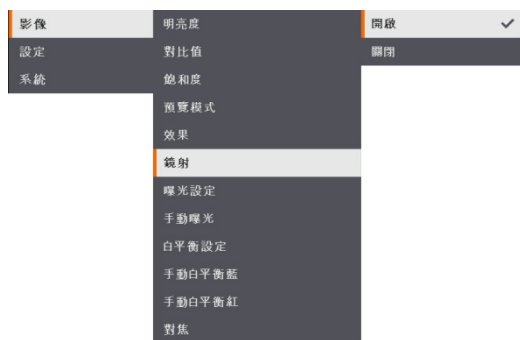 影像
設定
系統
明亮度
對比值
飽和度
預覽模式
效果
鏡射
曝光設定
手動曝光
白平衡設定
手動白平衡藍
手動白平衡紅
對焦
開啟
關閉